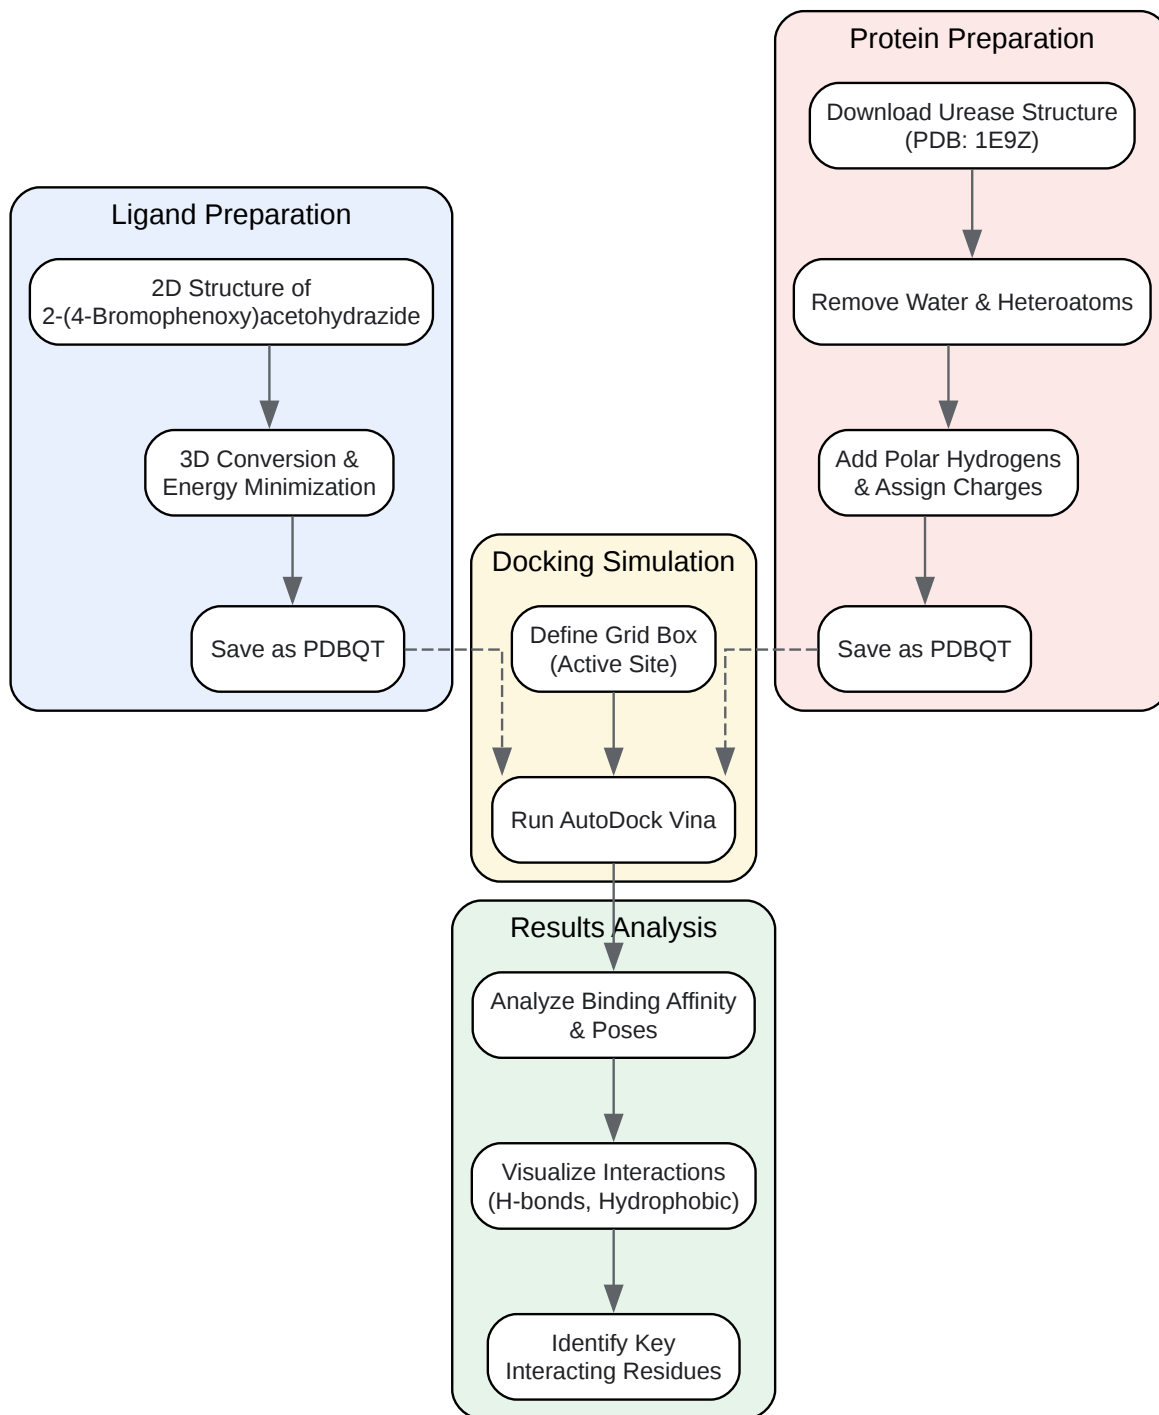 Protein Preparation
Download Urease Structure
(PDB: 1E9Z)
Remove Water & Heteroatoms
Add Polar Hydrogens
& Assign Charges
Save as PDBQT
Ligand Preparation
2D Structure of
2-(4-Bromophenoxy)acetohydrazide
3D Conversion &
Energy Minimization
Save as PDBQT
Docking Simulation
Define Grid Box
(Active Site)
Run AutoDock Vina
Results Analysis
Analyze Binding Affinity
& Poses
Visualize Interactions
(H-bonds, Hydrophobic)
Identify Key
Interacting Residues